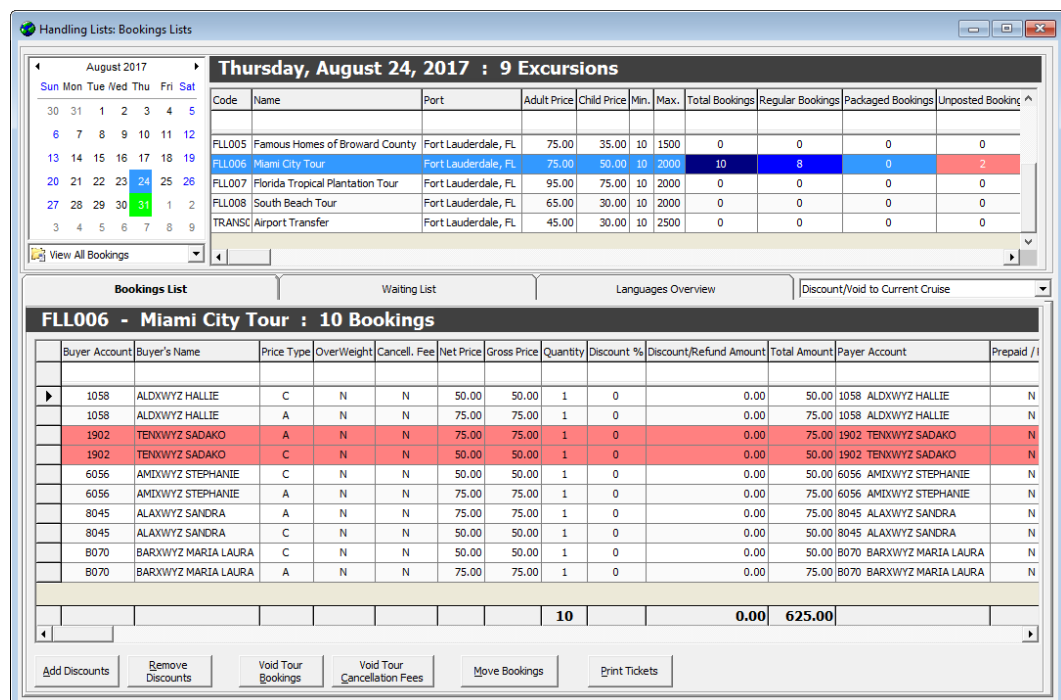 Handling Lists: Bookings Lists
August 2017
Sun Mon Tue Wed Thu Fri Sat
30 31 1 2 3 4 5
6 7 8 9 10 11 12
13 14 15 16 17 18 19
20 21 22 23 24 25 26
27 28 29 30 31 1 2
3 4 5 6 7 8 9
View All Bookings
Thursday, August 24, 2017 : 9 Excursions
Code Name Port Adult Price Child Price Min. Max. Total Bookings Regular Bookings Packaged Bookings Unposted Booking
FLL005 Famous Homes of Broward County Fort Lauderdale, FL 75.00 35.00 10 1500 0 0 0 0
FLL006 Miami City Tour Fort Lauderdale, FL 75.00 50.00 10 2000 10 8 0 2
FLL007 Florida Tropical Plantation Tour Fort Lauderdale, FL 95.00 75.00 10 2000 0 0 0 0
FLL008 South Beach Tour Fort Lauderdale, FL 65.00 30.00 10 2000 0 0 0 0
TRANSC Airport Transfer Fort Lauderdale, FL 45.00 30.00 10 2500 0 0 0 0
Bookings List Waiting List Languages Overview Discount/Void to Current Cruise
FLL006 - Miami City Tour : 10 Bookings
Buyer Account Buyer's Name Price Type OverWeight Cancell. Fee Net Price Gross Price Quantity Discount % Discount/Refund Amount Total Amount Payer Account Prepaid /
1058 ALDXWYZ HALLIE C N N 50.00 50.00 1 0 0.00 50.00 1058 ALDXWYZ HALLIE N
1058 ALDXWYZ HALLIE A N N 75.00 75.00 1 0 0.00 75.00 1058 ALDXWYZ HALLIE N
1902 TENXWYZ SADAKO A N N 75.00 75.00 1 0 0.00 75.00 1902 TENXWYZ SADAKO N
1902 TENXWYZ SADAKO C N N 50.00 50.00 1 0 0.00 50.00 1902 TENXWYZ SADAKO N
6056 AMIXWYZ STEPHANIE C N N 50.00 50.00 1 0 0.00 50.00 6056 AMIXWYZ STEPHANIE N
6056 AMIXWYZ STEPHANIE A N N 75.00 75.00 1 0 0.00 75.00 6056 AMIXWYZ STEPHANIE N
8045 ALAXWYZ SANDRA A N N 75.00 75.00 1 0 0.00 75.00 8045 ALAXWYZ SANDRA N
8045 ALAXWYZ SANDRA C N N 50.00 50.00 1 0 0.00 50.00 8045 ALAXWYZ SANDRA N
B070 BARXWYZ MARIA LAURA C N N 50.00 50.00 1 0 0.00 50.00 B070 BARXWYZ MARIA LAURA N
B070 BARXWYZ MARIA LAURA A N N 75.00 75.00 1 0 0.00 75.00 B070 BARXWYZ MARIA LAURA N
10 0.00 625.00
Add Discounts
Remove
Discounts
Void Tour
Bookings
Void Tour
Cancellation Fees
Move Bookings
Print Tickets